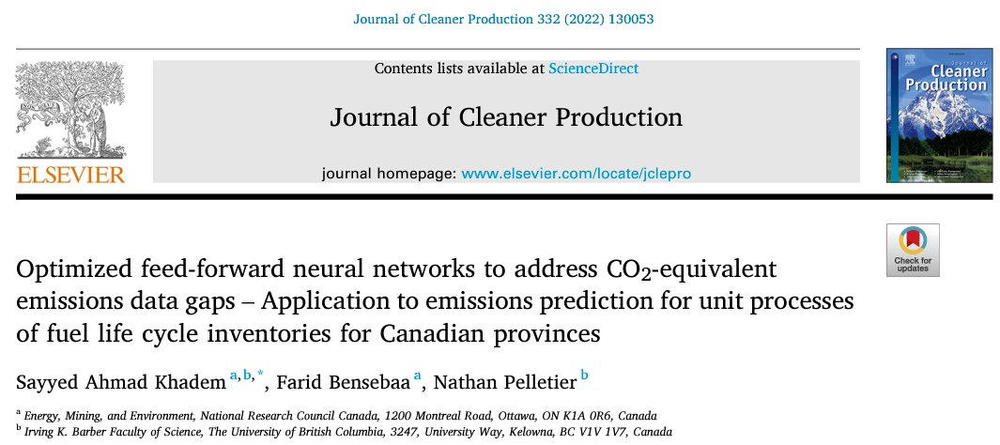 Journal of Cleaner Production 332 (2022) 130053
Contents lists available at ScienceDirect
Journal of Cleaner Production
journal homepage: www.elsevier.com/locate/jclepro
ELSEVIER
Journal of
Cleaner
Production
Check for
updates
Optimized feed-forward neural networks to address CO₂-equivalent
emissions data gaps – Application to emissions prediction for unit processes
of fuel life cycle inventories for Canadian provinces
Sayyed Ahmad Khadem a,b,*, Farid Bensebaa a, Nathan Pelletier b
a Energy, Mining, and Environment, National Research Council Canada, 1200 Montreal Road, Ottawa, ON K1A 0R6, Canada
b Irving K. Barber Faculty of Science, The University of British Columbia, 3247, University Way, Kelowna, BC V1V 1V7, Canada